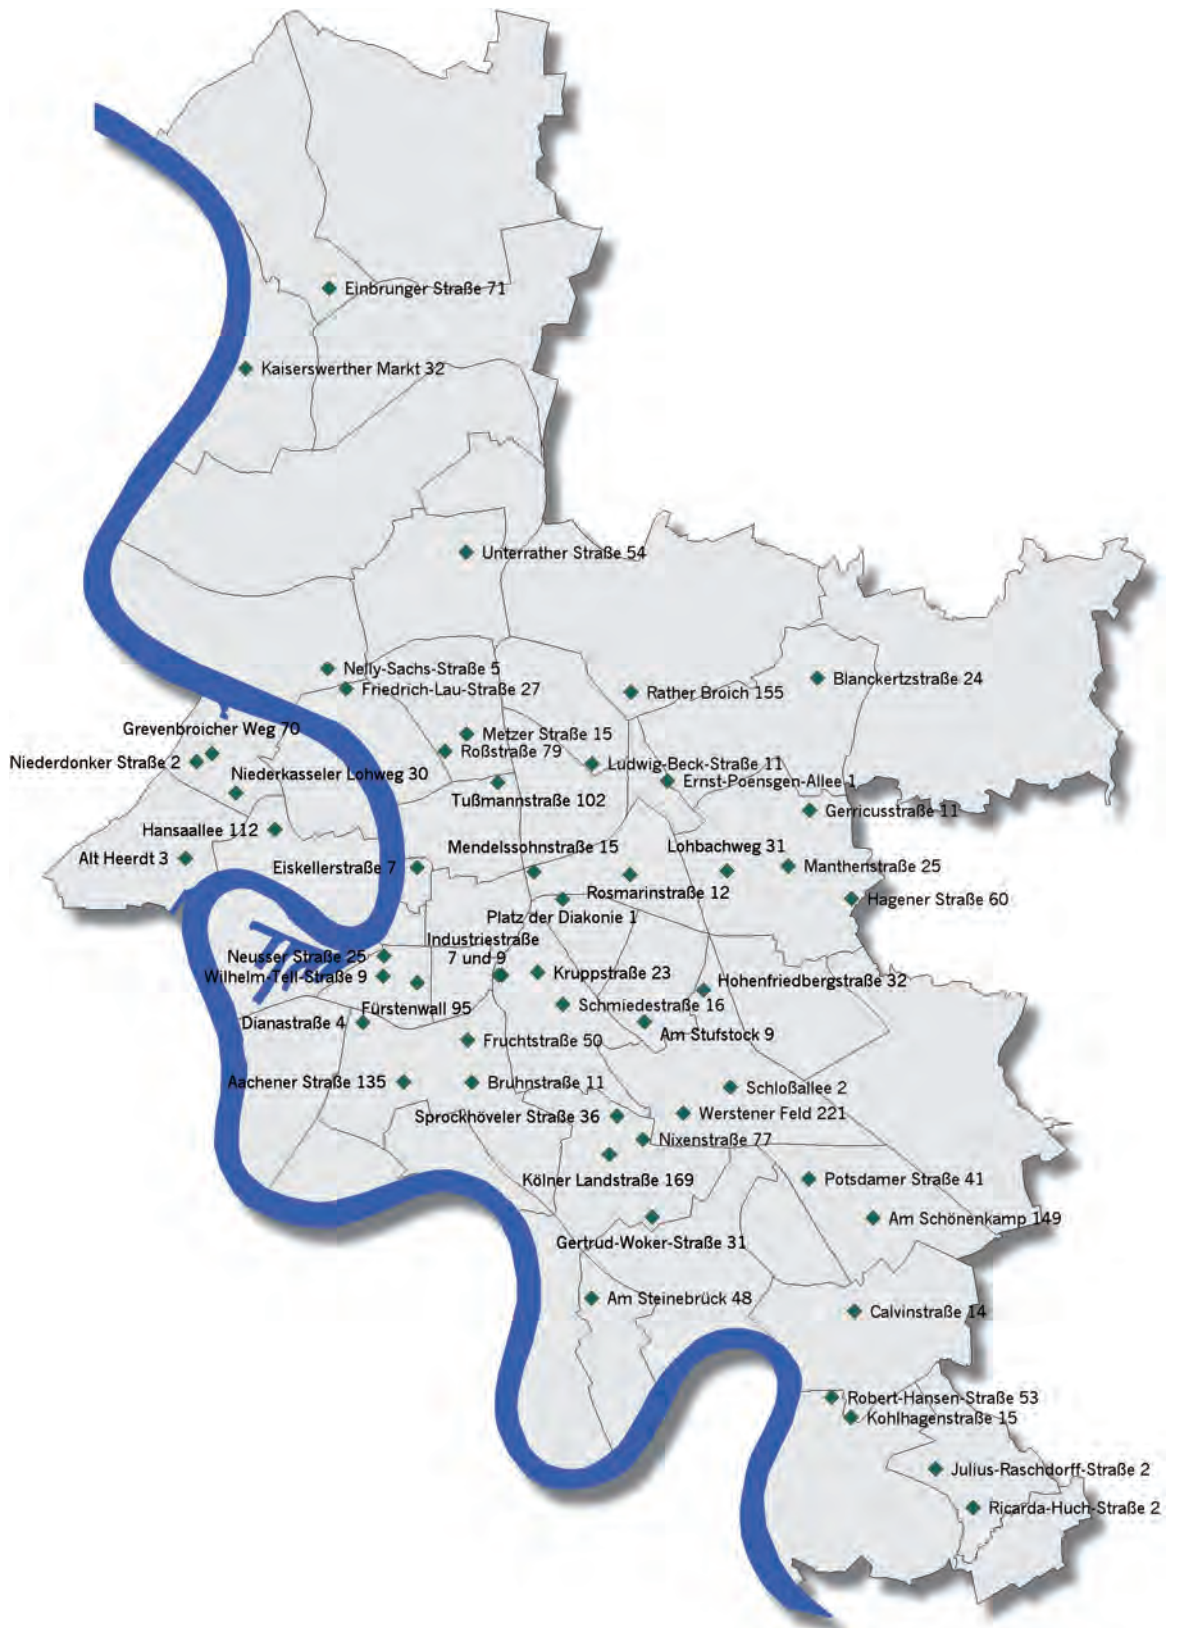 Einbrunger Straße 71
Kaiserswerther Markt 32
Unterrather Straße 54
Nelly-Sachs-Straße 5
Friedrich-Lau-Straße 27
Rather Broich 155
Blanckertzstraße 24
Grevenbroicher Weg 70
Metzer Straße 15
Roßstraße 79
Niederdonker Straße 2
Ludwig-Beck-Straße 11
Niederkasseler Lohweg 30
Ernst-Poensgen-Allee 1
Tußmannstraße 102
Gerricusstraße 11
Hansaallee 112
Mendelssohnstraße 15
Lohbachweg 31
Alt Heerdt 3
Eiskellerstraße 7
Manthenstraße 25
Rosmarinstraße 12
Hagener Straße 60
Platz der Diakonie 1
Industriestraße
7 und 9
Neusser Straße 25
Wilhelm-Tell-Straße 9
Kruppstraße 23
Hohenfriedbergstraße 32
Fürstenwall 95
Schmiedestraße 16
Dianastraße 4
Am Stufstock 9
Fruchtstraße 50
Aachener Straße 135
Bruhnstraße 11
Schloßallee 2
Sprockhöveler Straße 36
Werstener Feld 221
Nixenstraße 77
Kölner Landstraße 169
Potsdamer Straße 41
Am Schönenkamp 149
Gertrud-Woker-Straße 31
Am Steinebrück 48
Calvinstraße 14
Robert-Hansen-Straße 53
Kohlhagenstraße 15
Julius-Raschdorff-Straße 2
Ricarda-Huch-Straße 2